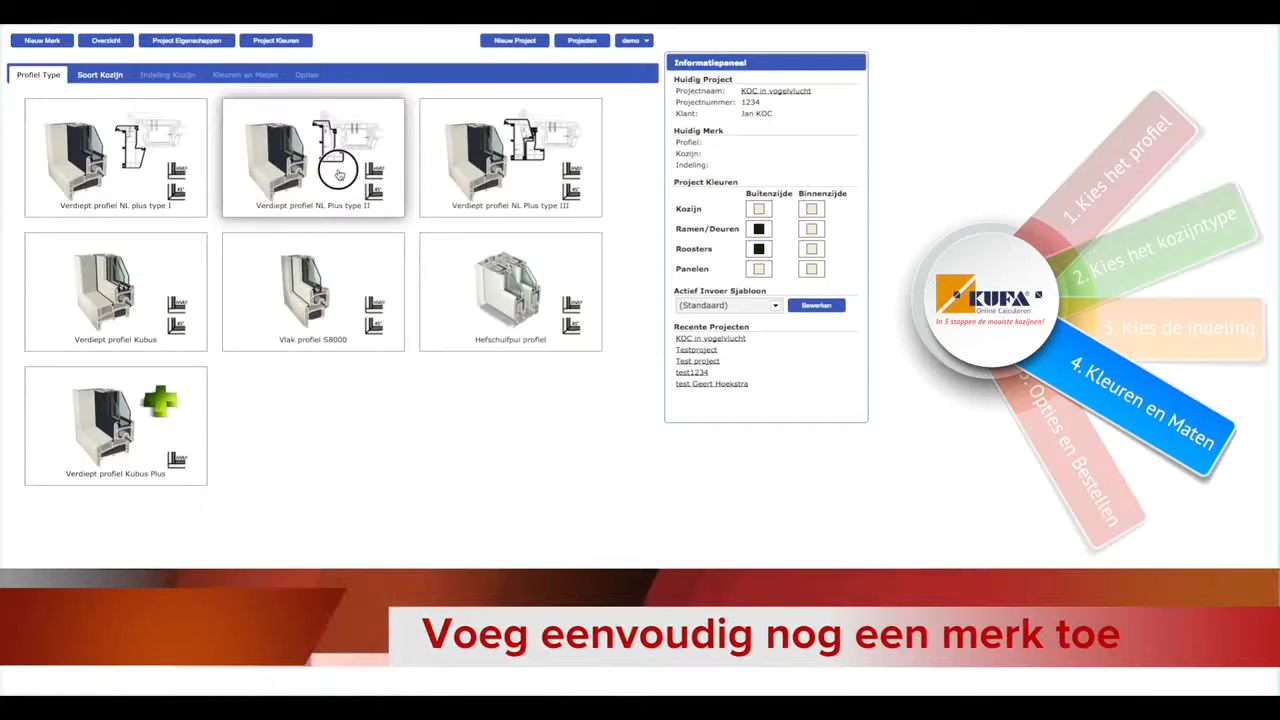 Nieuw Merk
Overzicht
Project Eigenschappen
Project Kleuren
Nieuw Project
Projecten
demo
Profiel Type
Soort Kozijn
Indeling Kozijn
Kleuren en Maten
Opties
Verdiept profiel NL plus type I
Verdiept profiel NL Plus type II
Verdiept profiel NL Plus type III
Verdiept profiel Kubus
Vlak profiel S8000
Hefschuifpui profiel
Verdiept profiel Kubus Plus
Informatiepaneel
Huidig Project
Projectnaam: KOC in vogelvlucht
Projectnummer: 1234
Klant: Jan KOC
Huidig Merk
Profiel:
Kozijn:
Indeling:
Project Kleuren
Buitenzijde Binnenzijde
Kozijn
Ramen/Deuren
Roosters
Panelen
Actief Invoer Sjabloon
(Standaard)
Bewerken
Recente Projecten
KOC in vogelvlucht
Testproject
Test project
test1234
test Geert Hoekstra
1. Kies het profiel
2. Kies het kozijntype
3. Kies de indeling
4. Kleuren en Maten
5. Opties en Bestellen
KUFA®
Online Calculeren
In 5 stappen de mooiste kozijnen!
Voeg eenvoudig nog een merk toe